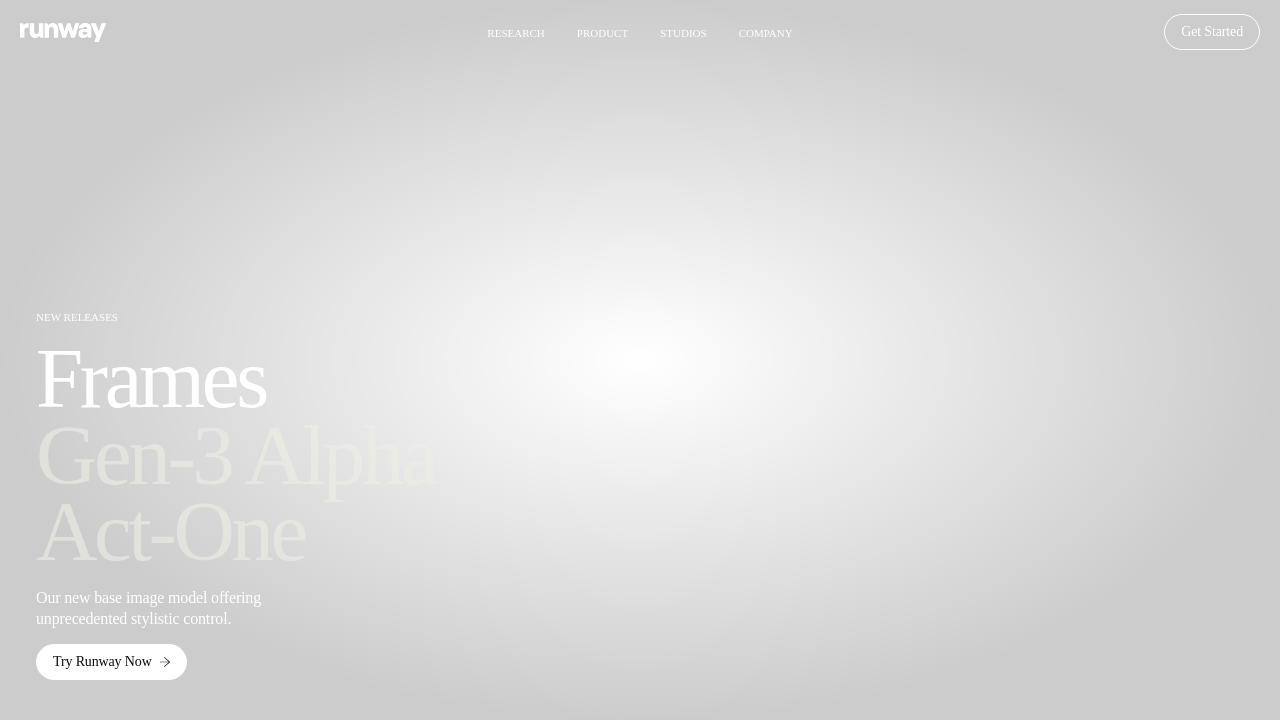 runway
RESEARCH
PRODUCT
STUDIOS
COMPANY
Get Started
NEW RELEASES
Frames
Gen-3 Alpha
Act-One
Our new base image model offering
unprecedented stylistic control.
Try Runway Now